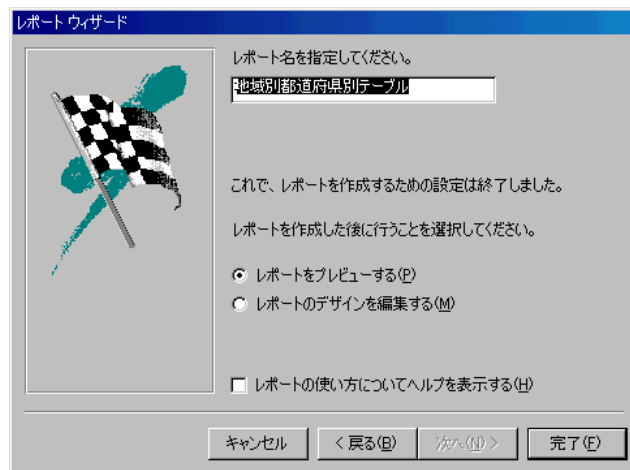 レポート ウィザード
レポート名を指定してください。
地域別都道府県別テーブル
これで、レポートを作成するための設定は終了しました。
レポートを作成した後に行うことを選択してください。
レポートをプレビューする(P)
レポートのデザインを編集する(M)
レポートの使い方についてヘルプを表示する(H)
キャンセル
< 戻る(B)
次へ(N) >
完了(F)